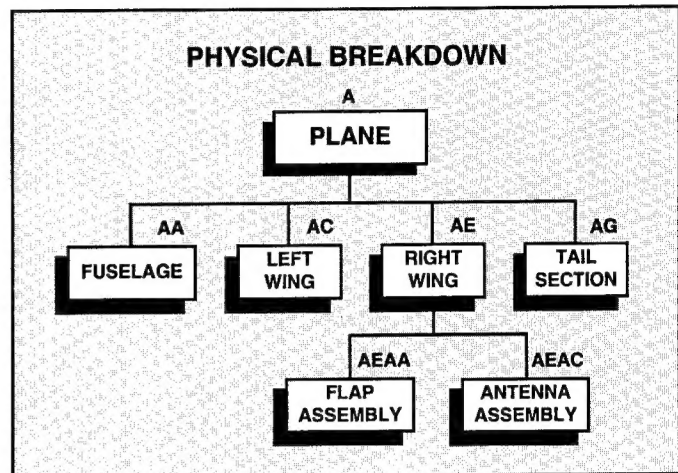 PHYSICAL BREAKDOWN
A
PLANE
AA
AC
AE
AG
FUSELAGE
LEFT
WING
RIGHT
WING
TAIL
SECTION
AEAA
AEAC
FLAP
ASSEMBLY
ANTENNA
ASSEMBLY